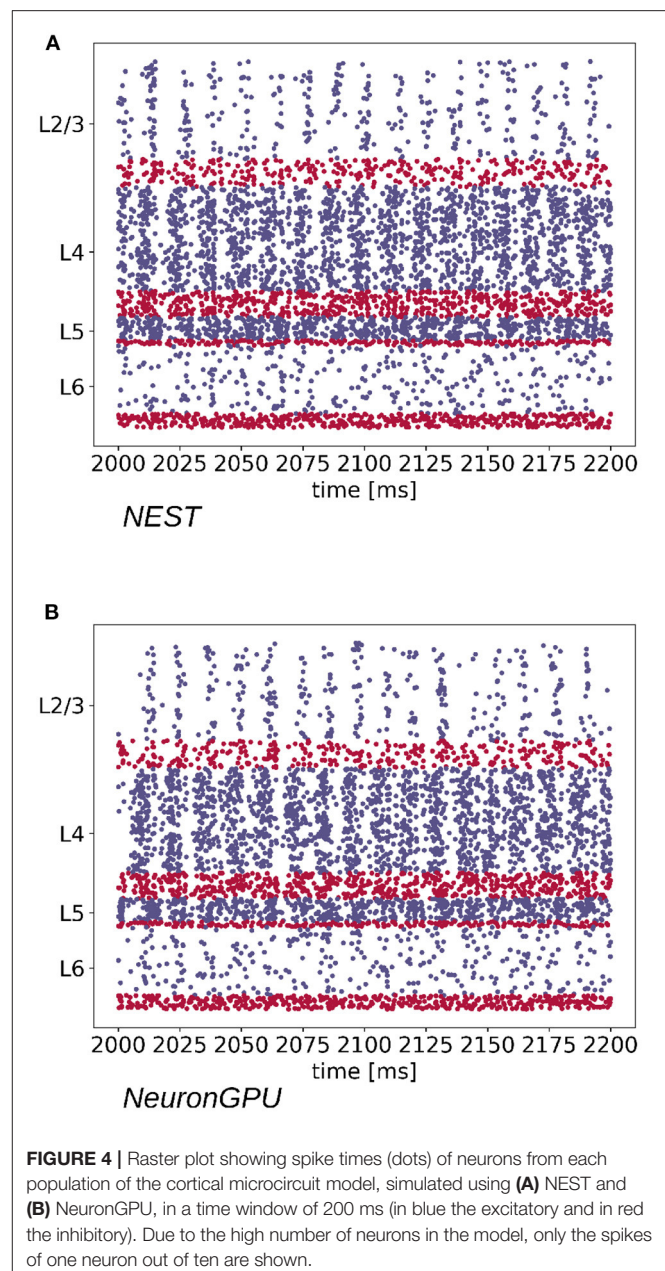 A
L2/3
L4
L5
L6
2000 2025 2050 2075 2100 2125 2150 2175 2200
time [ms]
NEST
B
L2/3
L4
L5
L6
2000 2025 2050 2075 2100 2125 2150 2175 2200
time [ms]
NeuronGPU
FIGURE 4 | Raster plot showing spike times (dots) of neurons from each
population of the cortical microcircuit model, simulated using (A) NEST and
(B) NeuronGPU, in a time window of 200 ms (in blue the excitatory and in red
the inhibitory). Due to the high number of neurons in the model, only the spikes
of one neuron out of ten are shown.